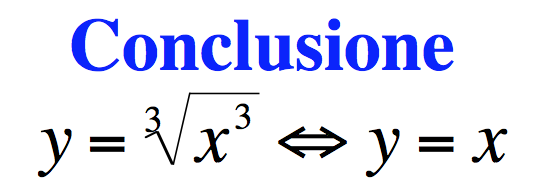 Conclusione
y = ∛x³ ⇔ y = x